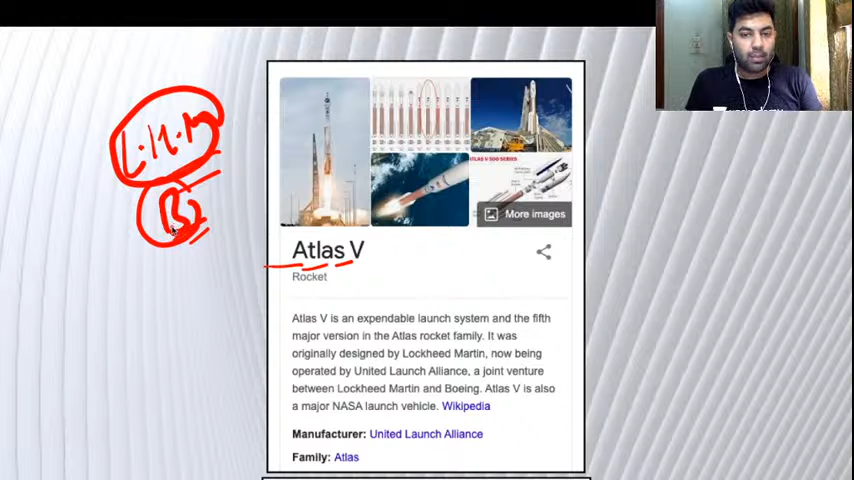 L.H.M
B
ATLAS V 500 SERIES
More images
Atlas V
Rocket
Atlas V is an expendable launch system and the fifth
major version in the Atlas rocket family. It was
originally designed by Lockheed Martin, now being
operated by United Launch Alliance, a joint venture
between Lockheed Martin and Boeing. Atlas V is also
a major NASA launch vehicle. Wikipedia
Manufacturer: United Launch Alliance
Family: Atlas